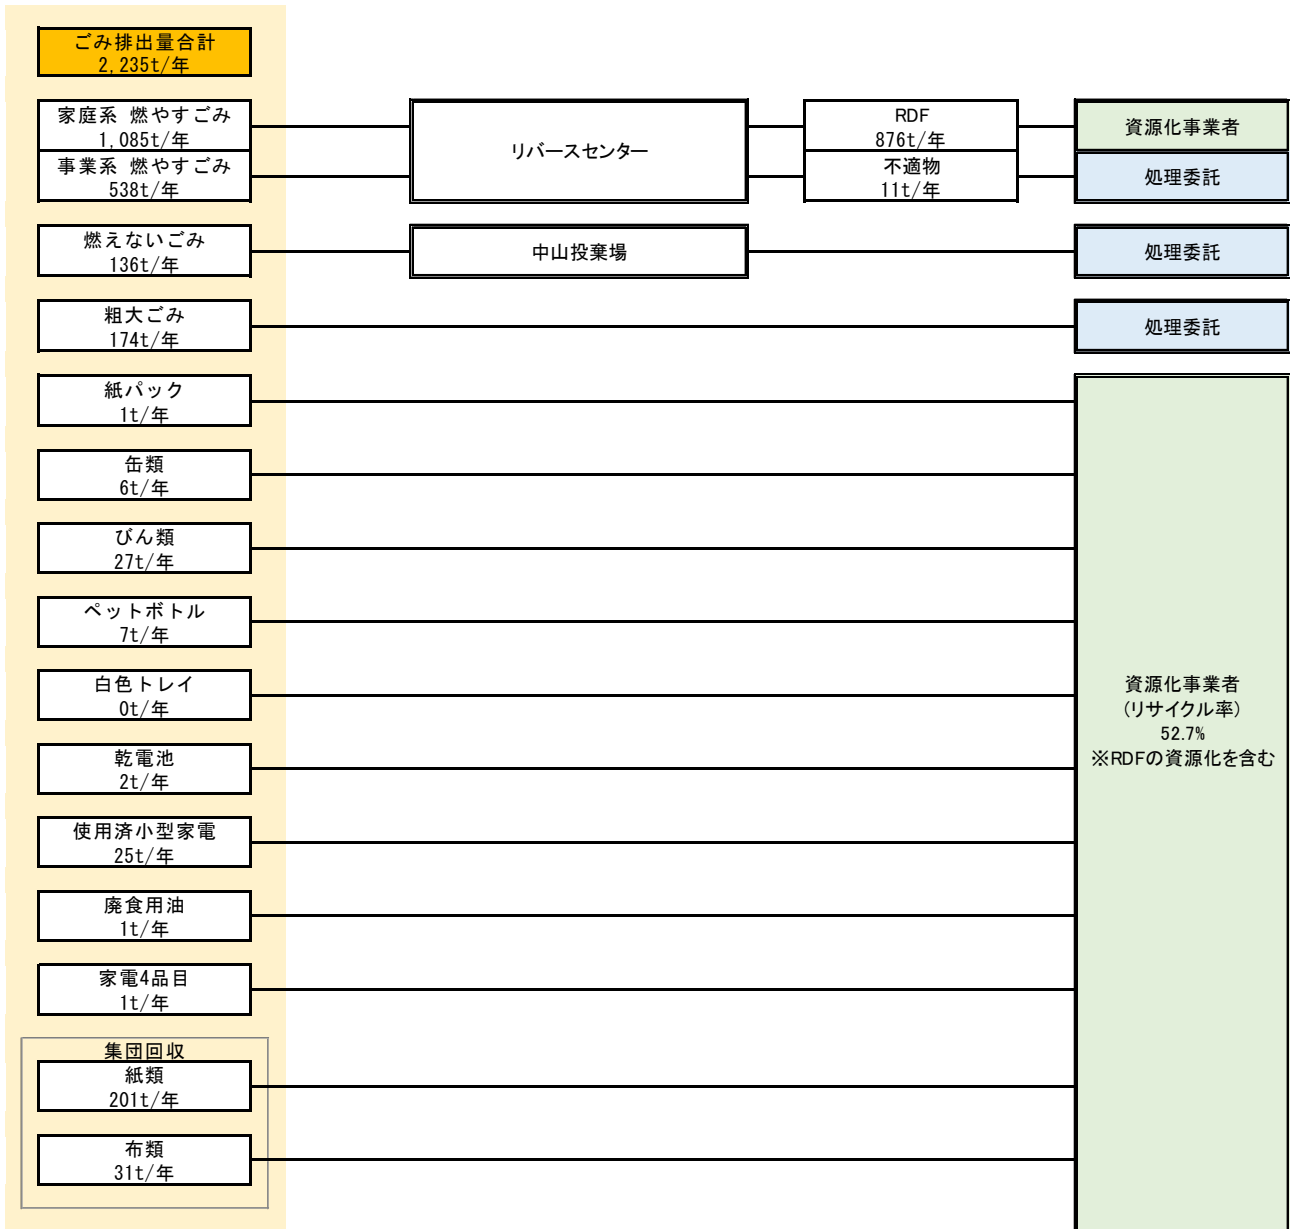 ごみ排出量合計
2,235t/年
家庭系 燃やすごみ
1,085t/年
事業系 燃やすごみ
538t/年
リバースセンター
RDF
876t/年
不適物
11t/年
資源化事業者
処理委託
燃えないごみ
136t/年
中山投棄場
処理委託
粗大ごみ
174t/年
処理委託
紙パック
1t/年
缶類
6t/年
びん類
27t/年
ペットボトル
7t/年
白色トレイ
0t/年
乾電池
2t/年
使用済小型家電
25t/年
廃食用油
1t/年
家電4品目
1t/年
集団回収
紙類
201t/年
布類
31t/年
資源化事業者
(リサイクル率)
52.7%
※RDFの資源化を含む